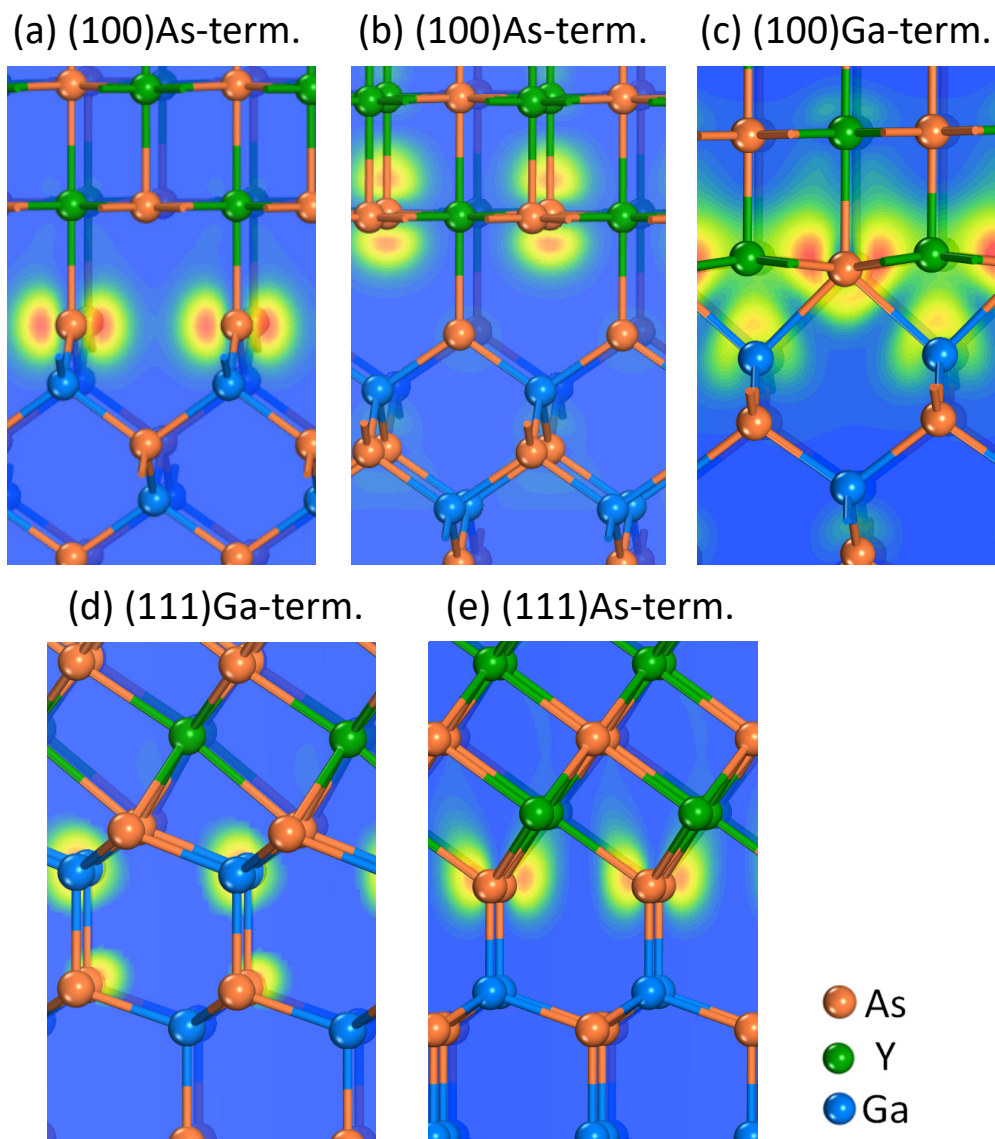 (a) (100)As-term.
(b) (100)As-term.
(c) (100)Ga-term.
(d) (111)Ga-term.
(e) (111)As-term.
As
Y
Ga